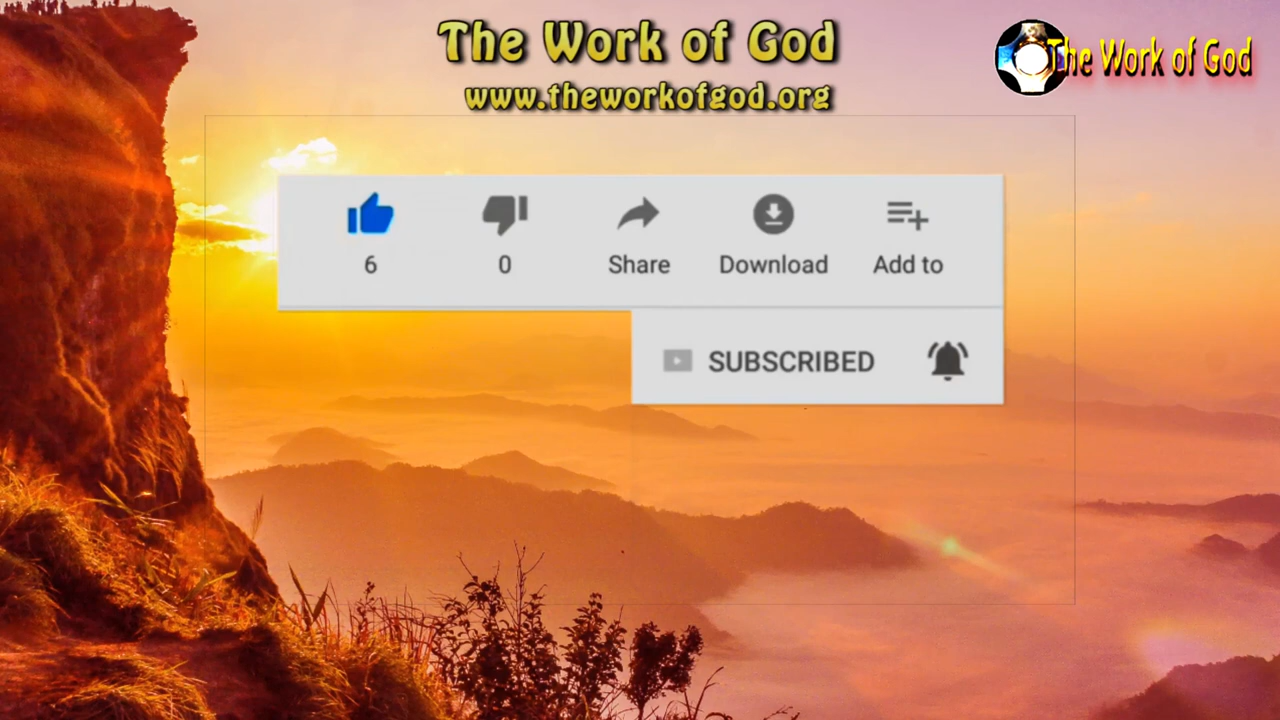 The Work of God
www.theworkofgod.org
The Work of God
6 0 Share Download Add to
SUBSCRIBED